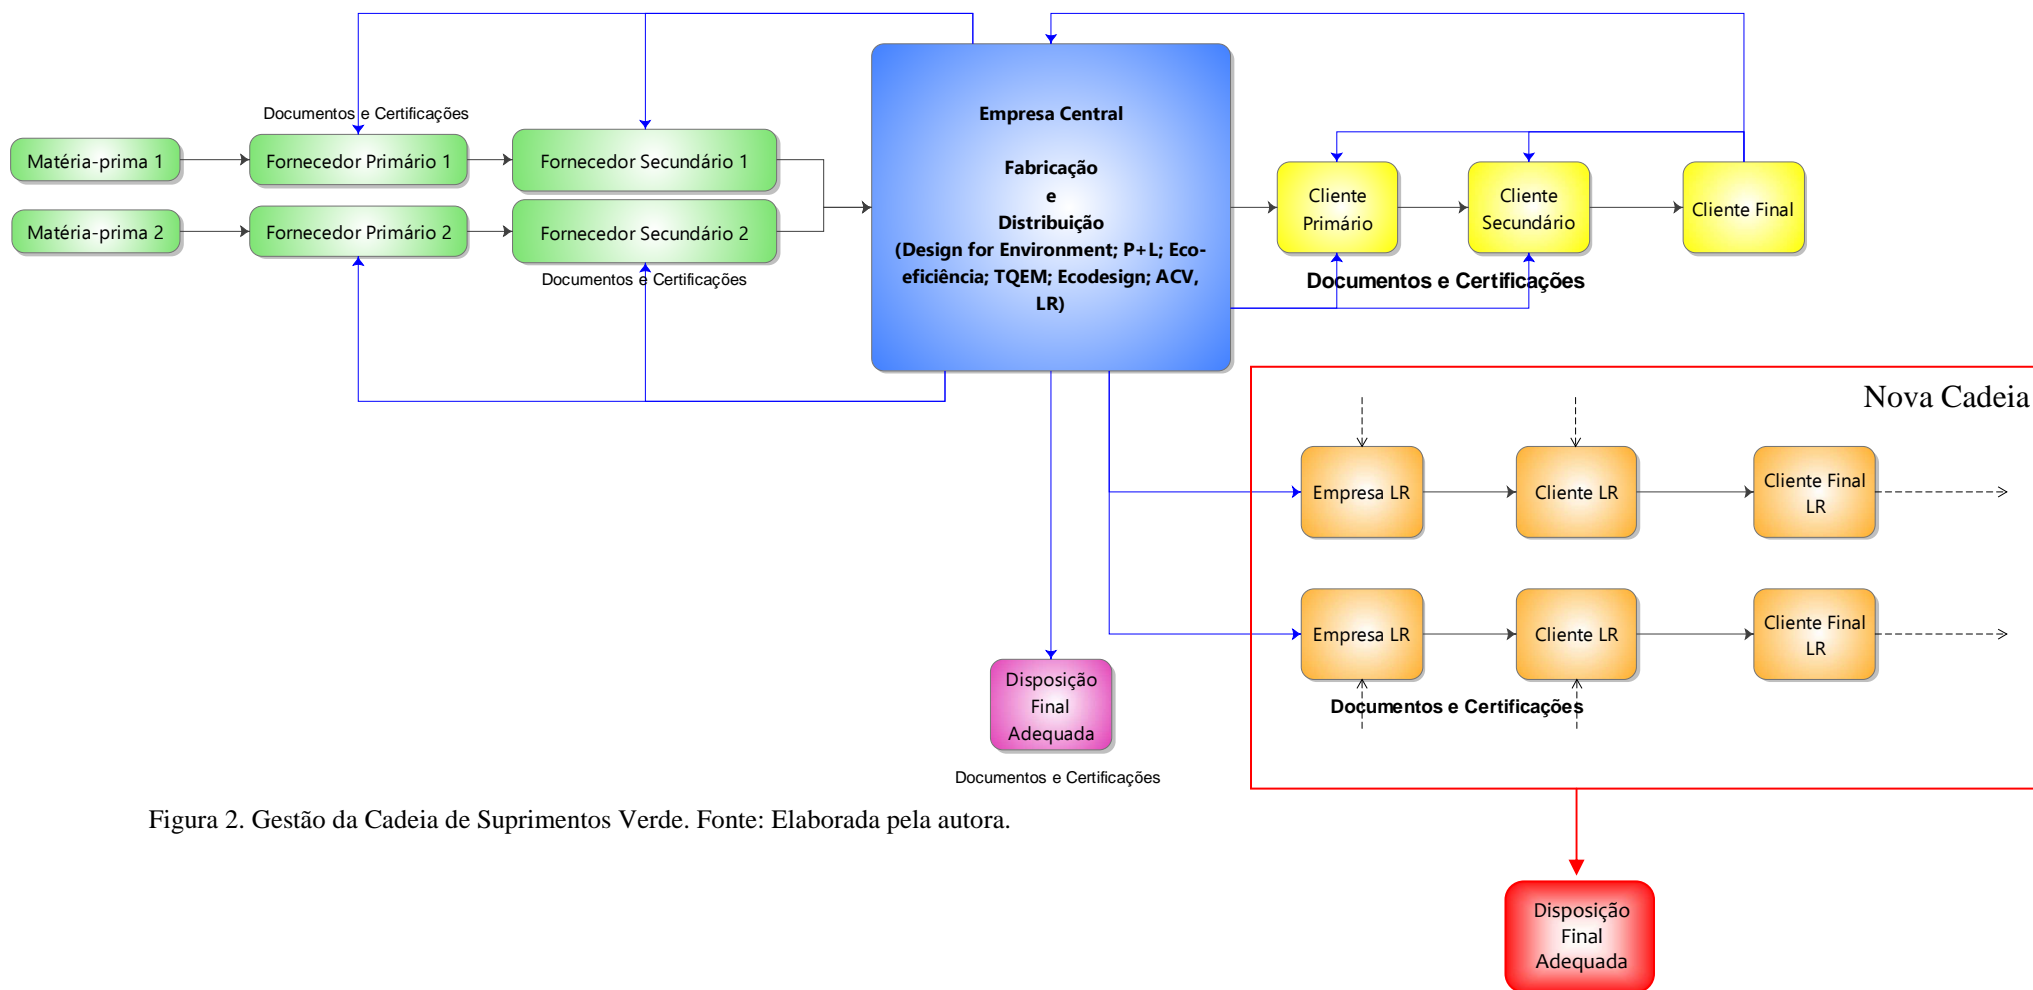 Documentos e Certificações
Matéria-prima 1
Fornecedor Primário 1
Fornecedor Secundário 1
Matéria-prima 2
Fornecedor Primário 2
Fornecedor Secundário 2
Documentos e Certificações
Empresa Central
Fabricação
e
Distribuição
(Design for Environment; P+L; Eco-
eficiência; TQEM; Ecodesign; ACV,
LR)
Cliente
Primário
Cliente
Secundário
Cliente Final
Documentos e Certificações
Nova Cadeia
Empresa LR
Cliente LR
Cliente Final
LR
Empresa LR
Cliente LR
Cliente Final
LR
Documentos e Certificações
Disposição
Final
Adequada
Documentos e Certificações
Figura 2. Gestão da Cadeia de Suprimentos Verde. Fonte: Elaborada pela autora.
Disposição
Final
Adequada